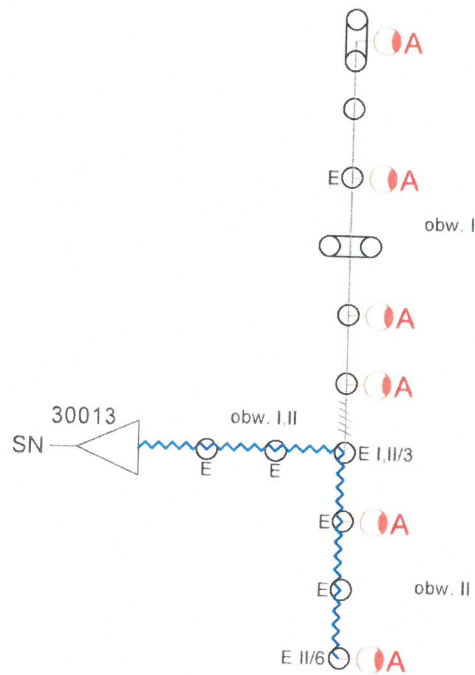 A
E A
obw. I
A
A
30013
obw. I,II
SN
E I,II/3
E
E
E A
E
obw. II
E II/6 A